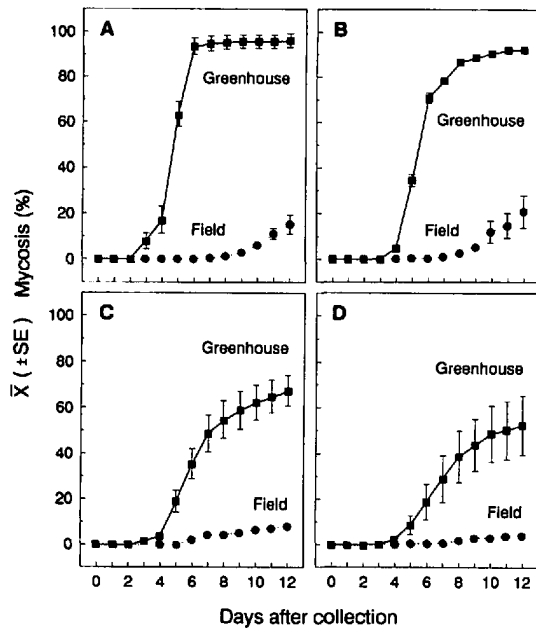 A
B
100
80
60
40
20
0
Greenhouse
Field
Greenhouse
Field
C
D
100
80
60
40
20
0
Greenhouse
Field
Greenhouse
Field
0 2 4 6 8 10 12
0 2 4 6 8 10 12
Days after collection
X̄ (±SE) Mycosis (%)